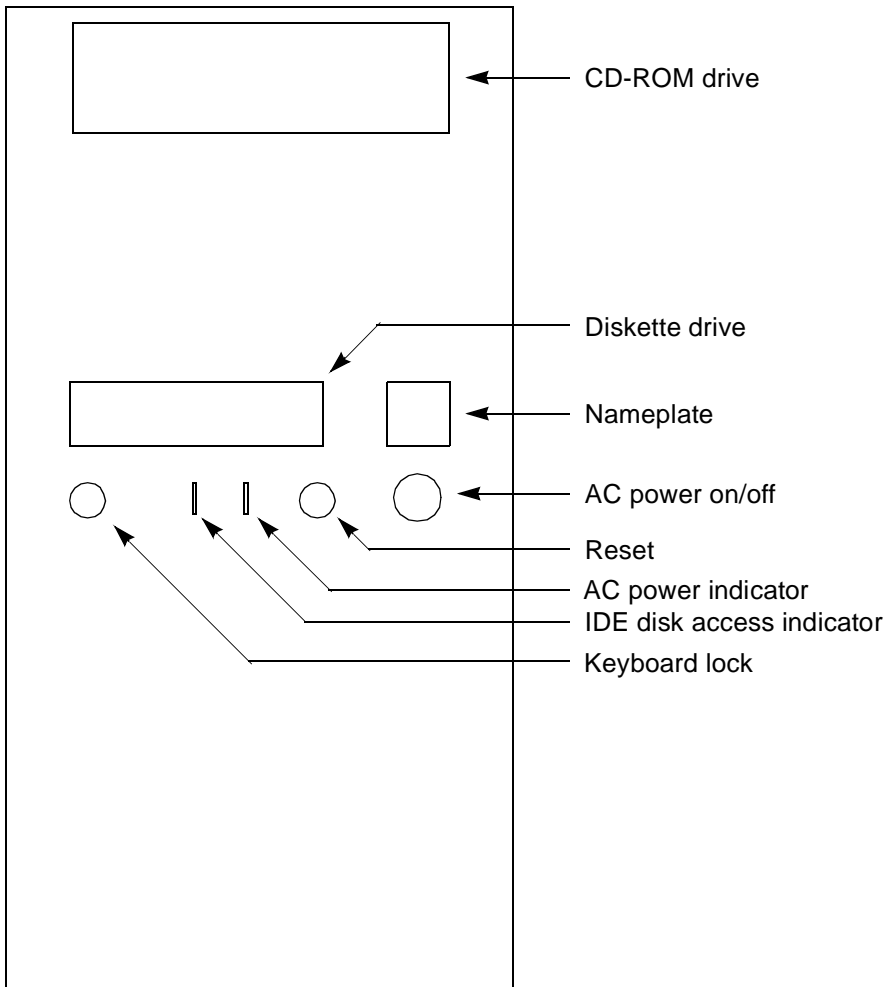 CD-ROM drive
Diskette drive
Nameplate
AC power on/off
Reset
AC power indicator
IDE disk access indicator
Keyboard lock